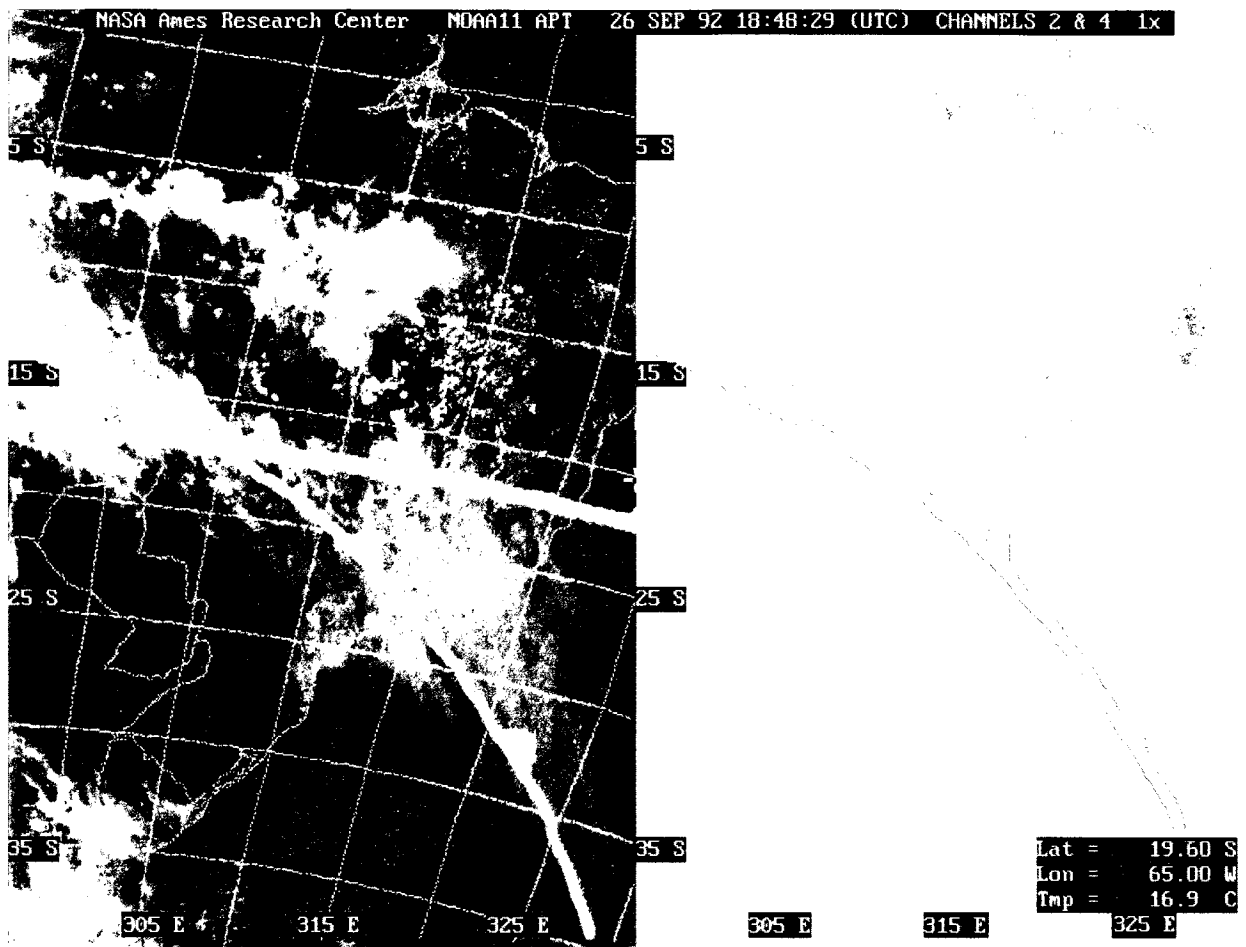 NASA Ames Research Center NOAA11 APT 26 SEP 92 18:48:29 (UTC) CHANNELS 2 & 4 1x
5 S 5 S
15 S 15 S
25 S 25 S
35 S 35 S
Lat = 19.60 S
Lon = 65.00 W
Tmp = 16.9 C
305 E 315 E 325 E 305 E 315 E 325 E